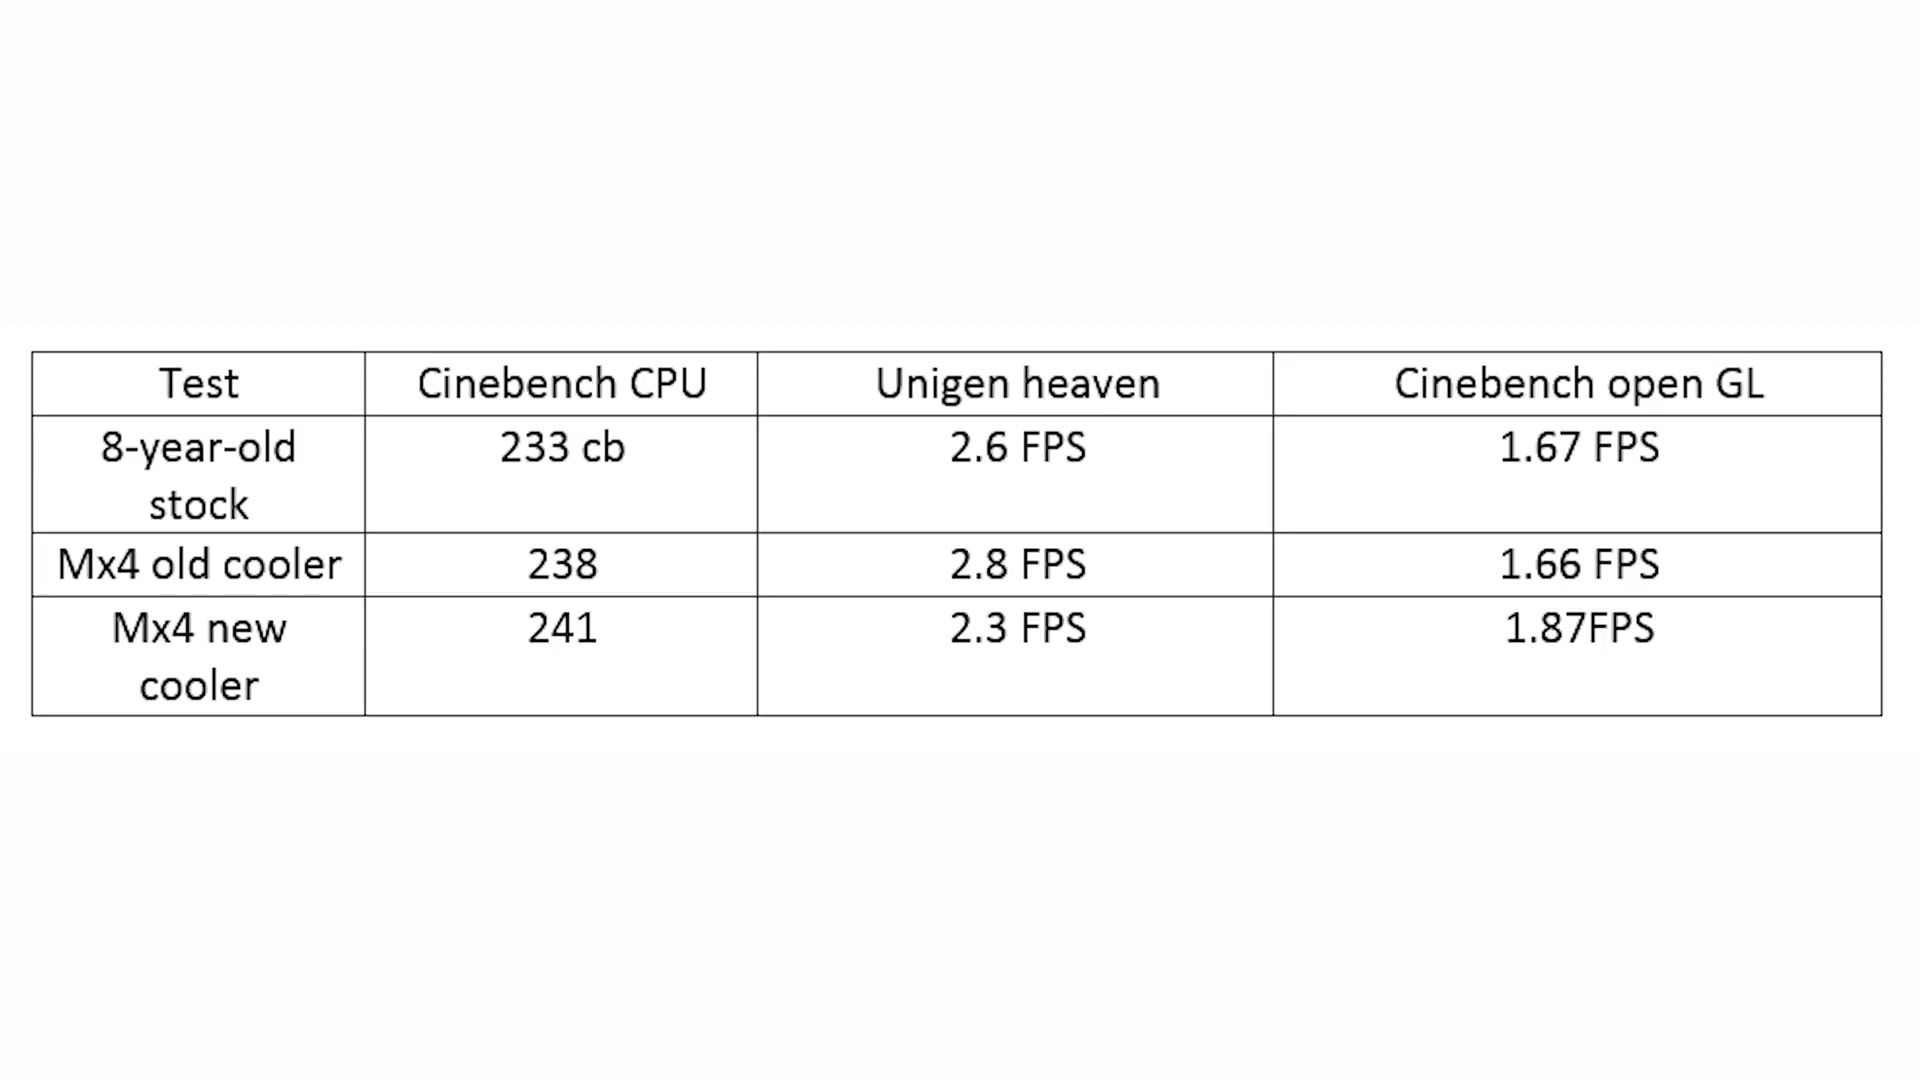 Test Cinebench CPU Unigen heaven Cinebench open GL
8-year-old 233 cb 2.6 FPS 1.67 FPS
stock
Mx4 old cooler 238 2.8 FPS 1.66 FPS
Mx4 new 241 2.3 FPS 1.87FPS
cooler